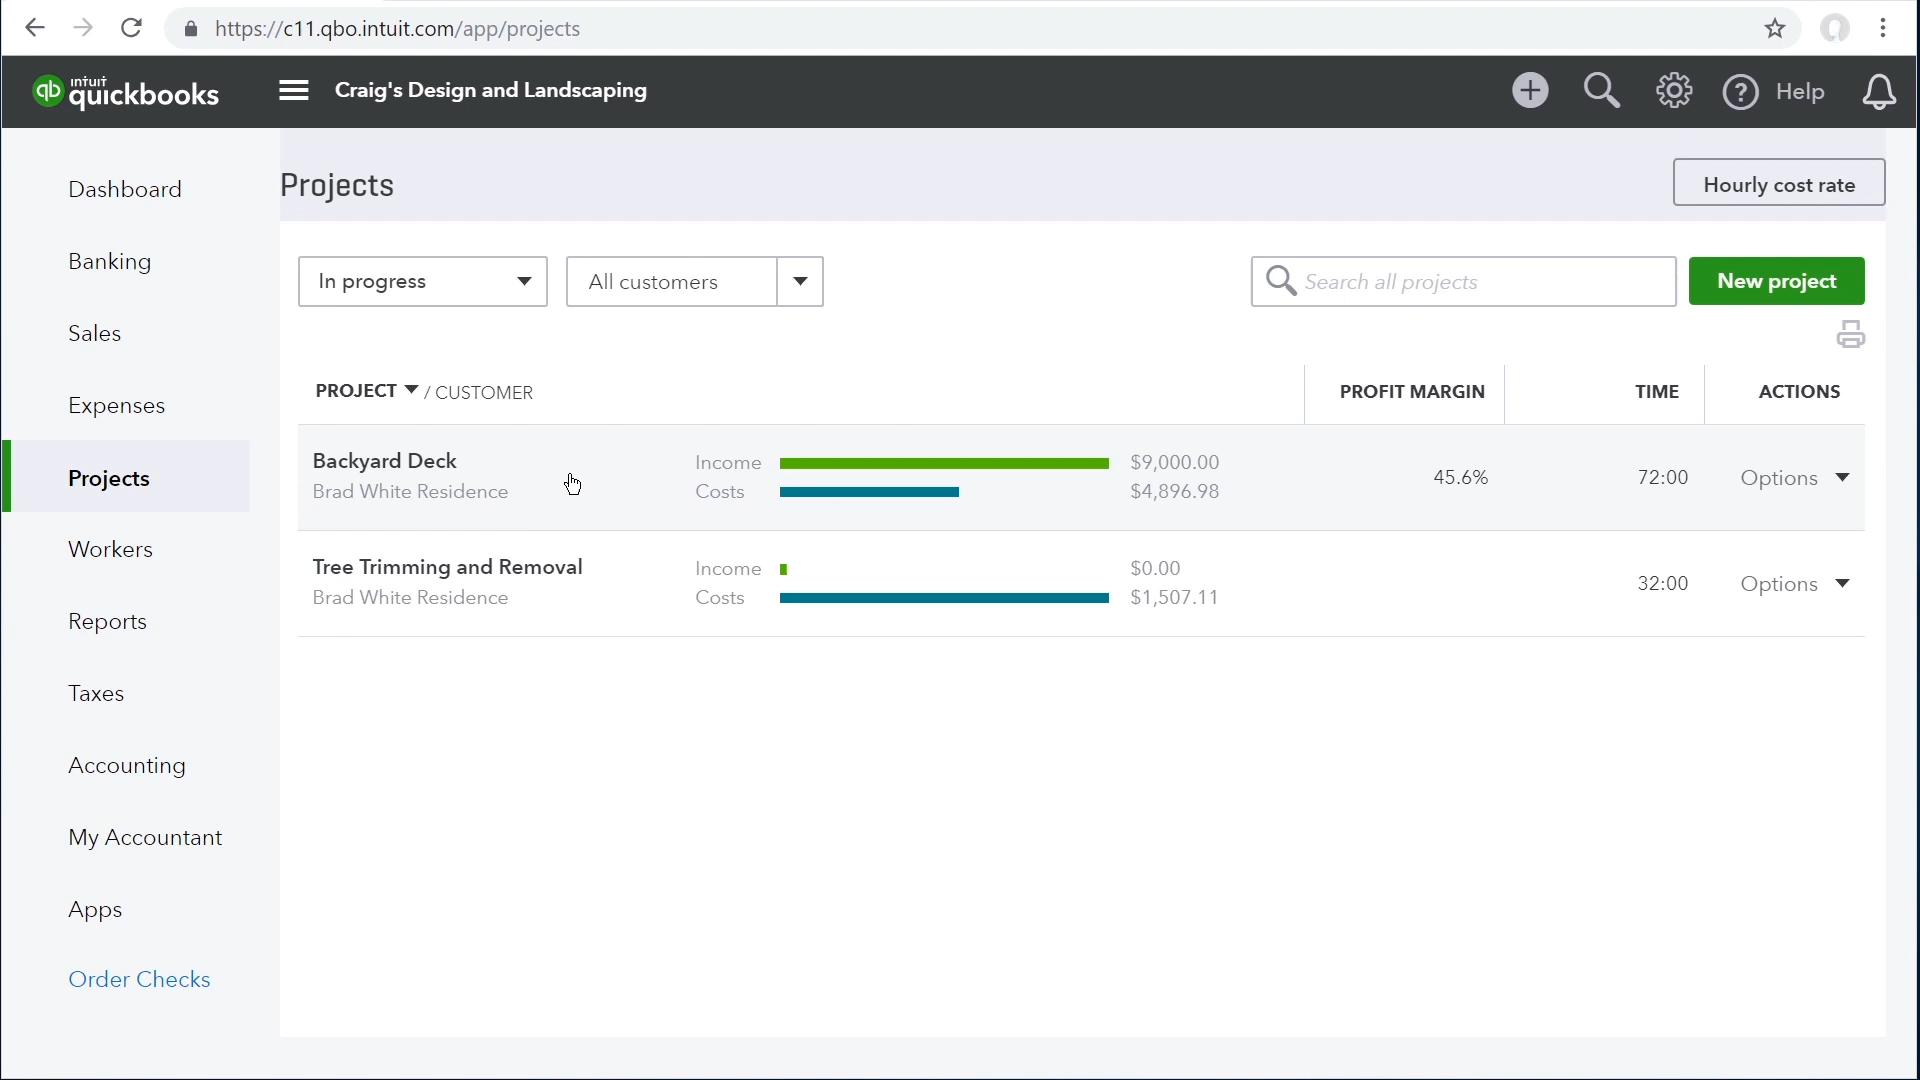 https://c11.qbo.intuit.com/app/projects
qb intuit quickbooks
Craig's Design and Landscaping
Help
Dashboard
Banking
Sales
Expenses
Projects
Workers
Reports
Taxes
Accounting
My Accountant
Apps
Order Checks
Projects
Hourly cost rate
In progress
All customers
Search all projects
New project
PROJECT / CUSTOMER PROFIT MARGIN TIME ACTIONS
Backyard Deck Income $9,000.00
Brad White Residence Costs $4,896.98
45.6% 72:00 Options
Tree Trimming and Removal Income $0.00
Brad White Residence Costs $1,507.11
32:00 Options